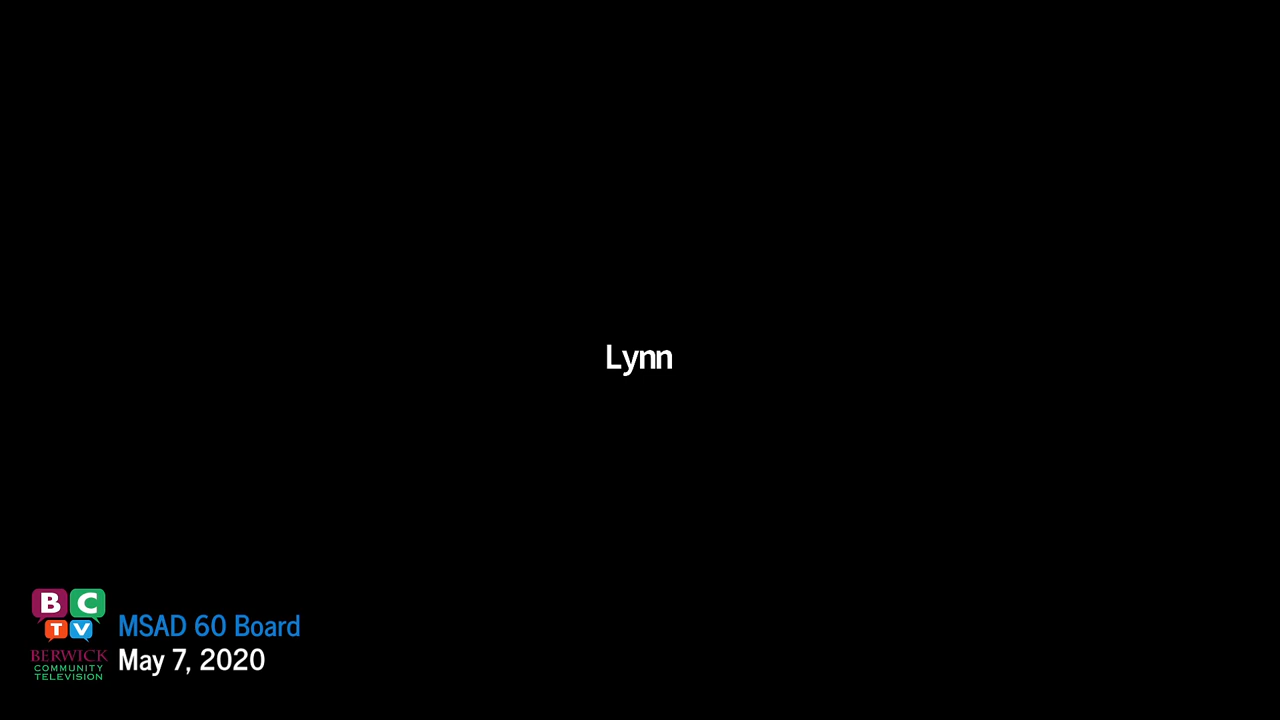 Lynn
B C
T V
BERWICK
COMMUNITY
TELEVISION
MSAD 60 Board
May 7, 2020